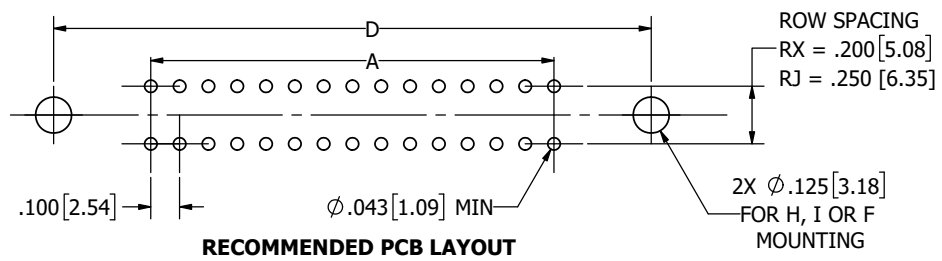 D
A
ROW SPACING
RX = .200[5.08]
RJ = .250 [6.35]
.100[2.54]
∅.043[1.09] MIN
2X ∅.125[3.18]
FOR H, I OR F
MOUNTING
RECOMMENDED PCB LAYOUT